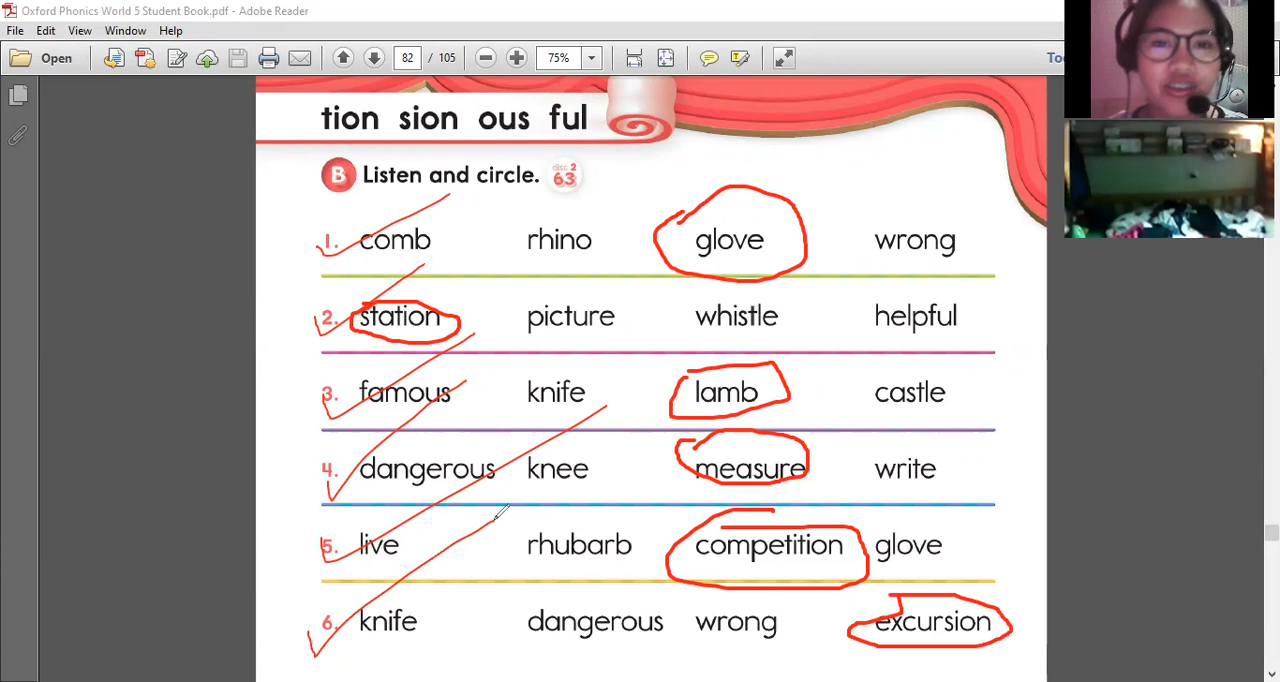 Oxford Phonics World 5 Student Book.pdf - Adobe Reader
File Edit View Window Help
Open 82 / 105 75%
tion sion ous ful
B Listen and circle. disc 2 63
1. comb rhino glove wrong
2. station picture whistle helpful
3. famous knife lamb castle
4. dangerous knee measure write
5. live rhubarb competition glove
6. knife dangerous wrong excursion